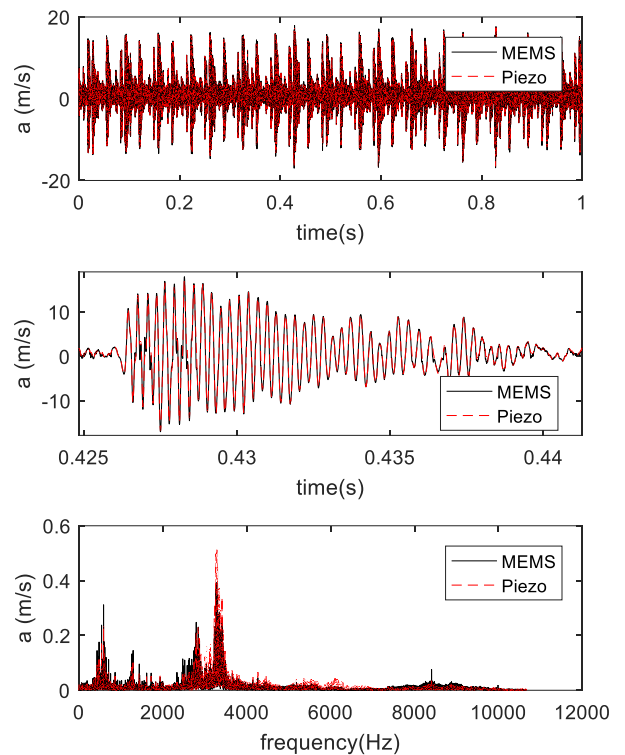 20
0
-20
a (m/s)
MEMS
Piezo
0 0.2 0.4 0.6 0.8 1
time(s)
10
0
-10
a (m/s)
MEMS
Piezo
0.425 0.43 0.435 0.44
time(s)
0.6
0.4
0.2
0
a (m/s)
MEMS
Piezo
0 2000 4000 6000 8000 10000 12000
frequency(Hz)